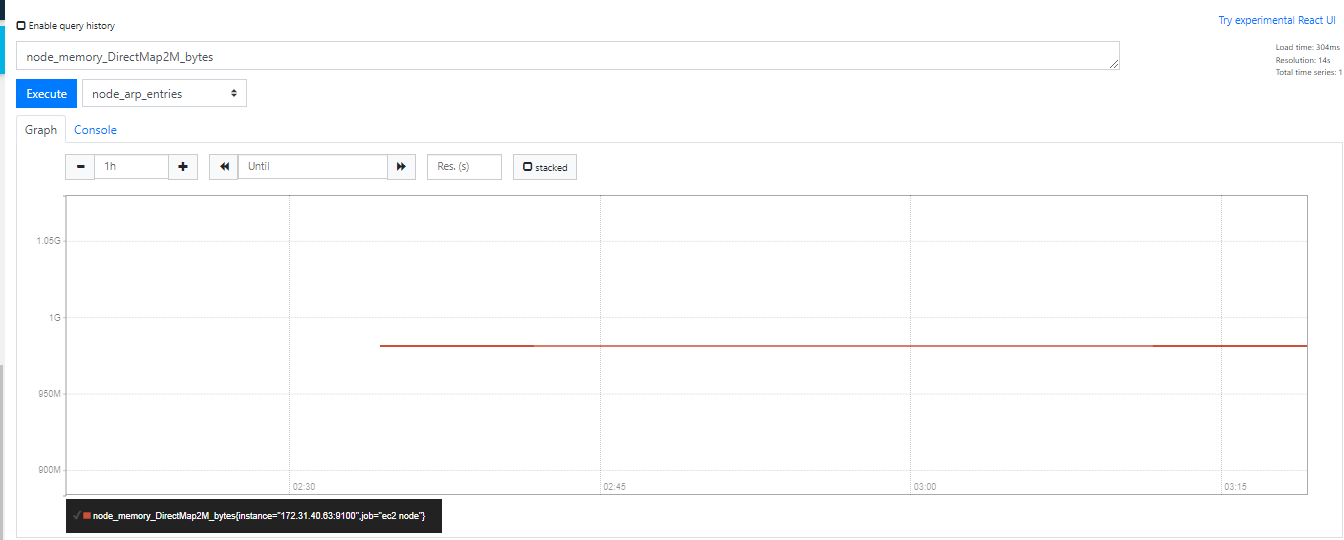 Enable query history
Try experimental React UI
node_memory_DirectMap2M_bytes
Load time: 304ms
Resolution: 14s
Total time series: 1
Execute
node_arp_entries
Graph
Console
1h
Until
Res. (s)
stacked
1.05G
1G
950M
900M
02:30
02:45
03:00
03:15
node_memory_DirectMap2M_bytes{instance="172.31.40.63:9100",job="ec2 node"}